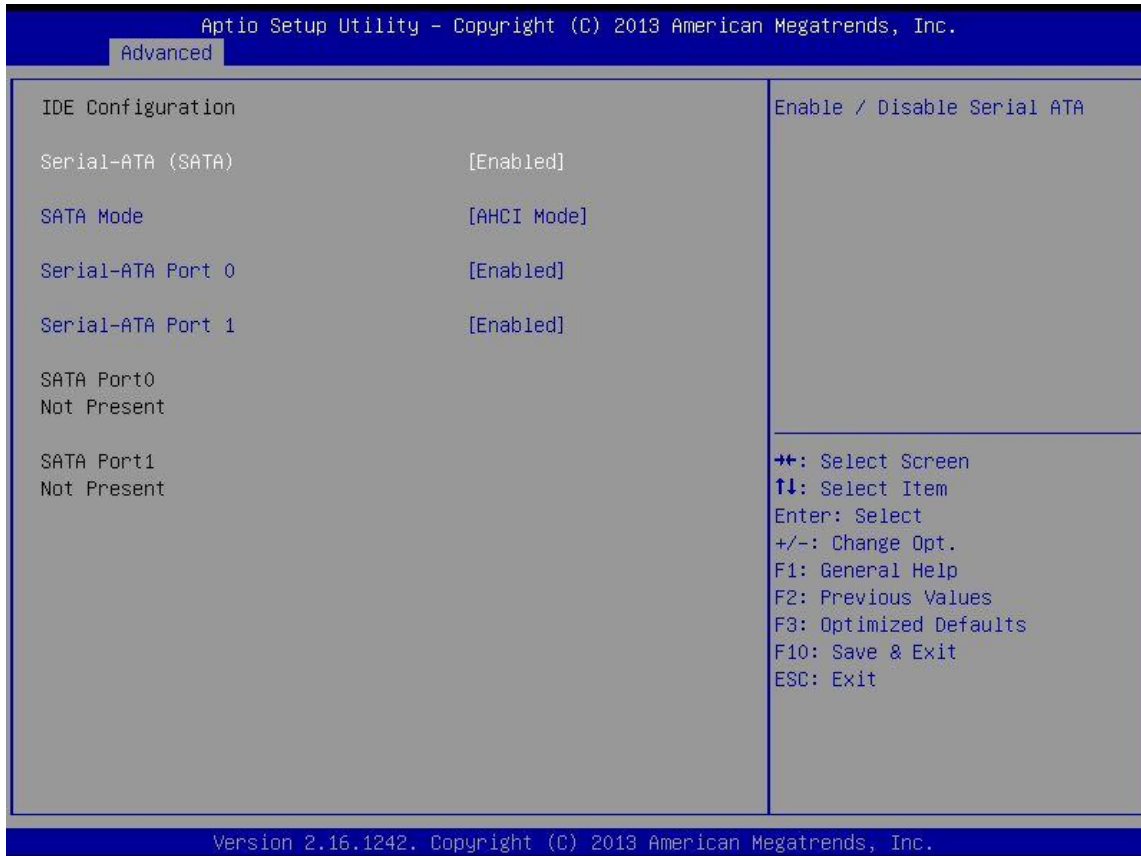 Aptio Setup Utility – Copyright (C) 2013 American Megatrends, Inc.
Advanced
IDE Configuration
Serial-ATA (SATA) [Enabled]
SATA Mode [AHCI Mode]
Serial-ATA Port 0 [Enabled]
Serial-ATA Port 1 [Enabled]
SATA Port0
Not Present
SATA Port1
Not Present
Enable / Disable Serial ATA
→←: Select Screen
↑↓: Select Item
Enter: Select
+/-: Change Opt.
F1: General Help
F2: Previous Values
F3: Optimized Defaults
F10: Save & Exit
ESC: Exit
Version 2.16.1242. Copyright (C) 2013 American Megatrends, Inc.